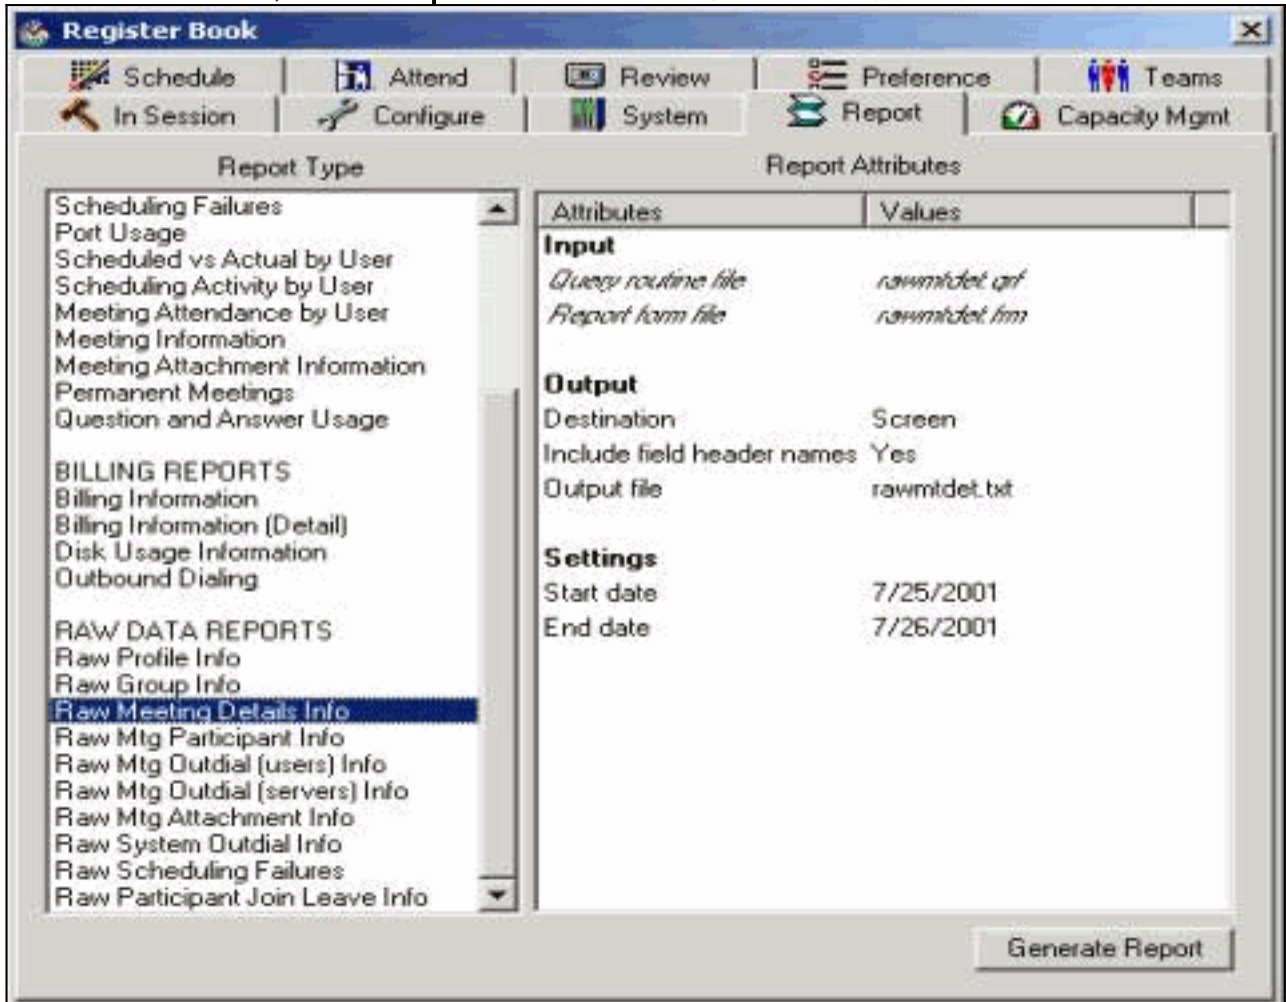 Register Book
Schedule Attend Review Preference Teams
In Session Configure System Report Capacity Mgmt
Report Type
Scheduling Failures
Port Usage
Scheduled vs Actual by User
Scheduling Activity by User
Meeting Attendance by User
Meeting Information
Meeting Attachment Information
Permanent Meetings
Question and Answer Usage
BILLING REPORTS
Billing Information
Billing Information (Detail)
Disk Usage Information
Outbound Dialing
RAW DATA REPORTS
Raw Profile Info
Raw Group Info
Raw Meeting Details Info
Raw Mtg Participant Info
Raw Mtg Outdial (users) Info
Raw Mtg Outdial (servers) Info
Raw Mtg Attachment Info
Raw System Outdial Info
Raw Scheduling Failures
Raw Participant Join Leave Info
Report Attributes
Attributes Values
Input
Query routine file rawmtdet.qrf
Report form file rawmtdet.frm
Output
Destination Screen
Include field header names Yes
Output file rawmtdet.txt
Settings
Start date 7/25/2001
End date 7/26/2001
Generate Report